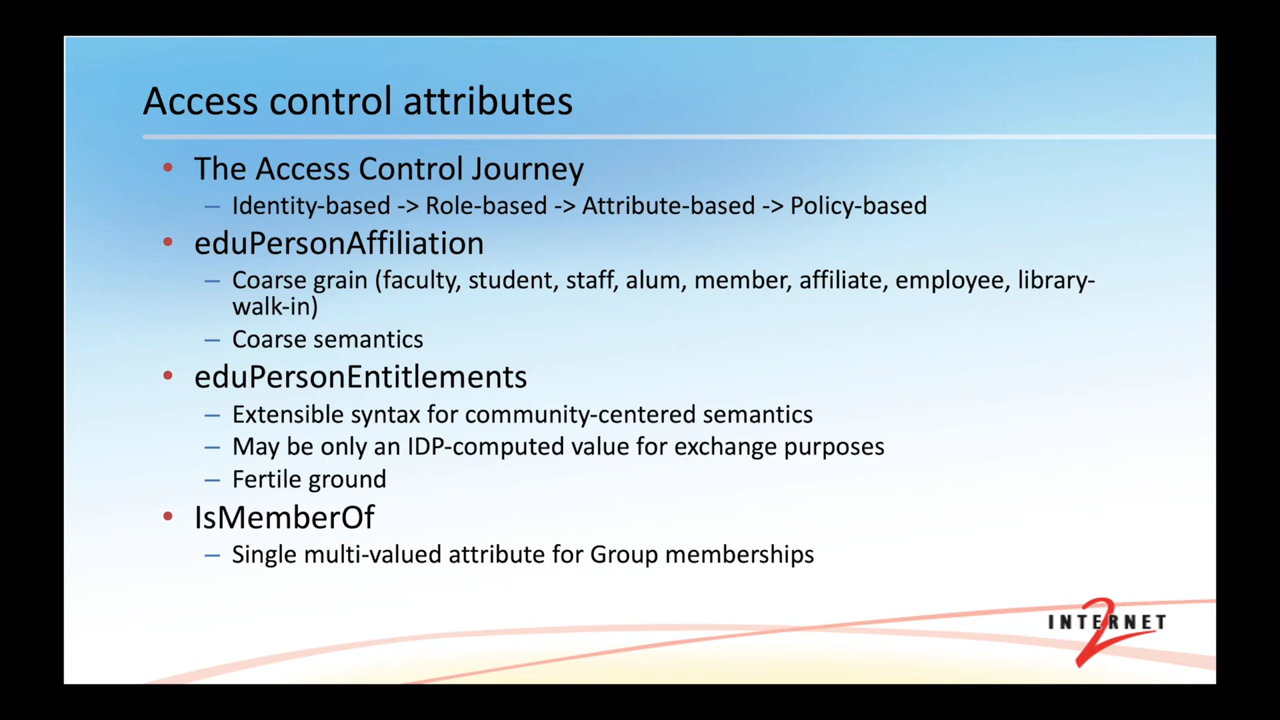 Access control attributes
• The Access Control Journey
– Identity-based -> Role-based -> Attribute-based -> Policy-based
• eduPersonAffiliation
– Coarse grain (faculty, student, staff, alum, member, affiliate, employee, library-
walk-in)
– Coarse semantics
• eduPersonEntitlements
– Extensible syntax for community-centered semantics
– May be only an IDP-computed value for exchange purposes
– Fertile ground
• IsMemberOf
– Single multi-valued attribute for Group memberships
INTERNET
2